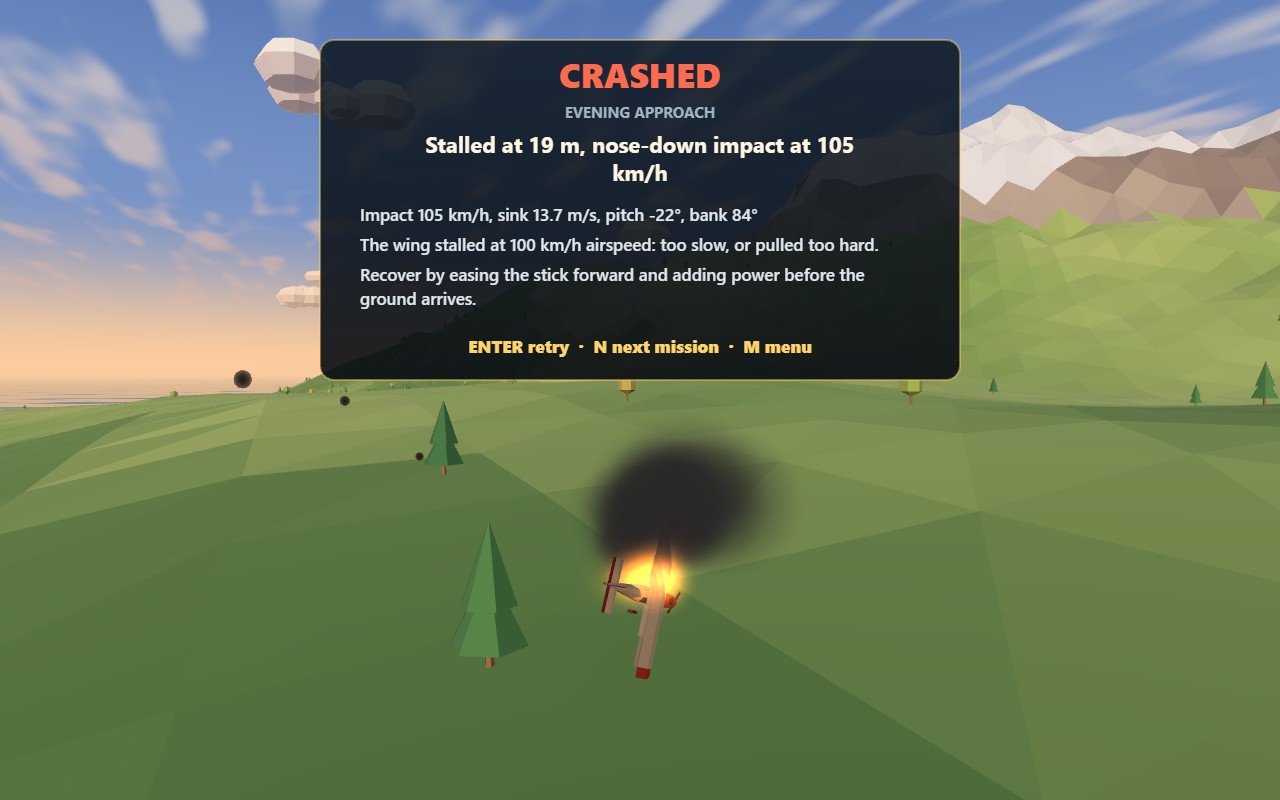 CRASHED
EVENING APPROACH
Stalled at 19 m, nose-down impact at 105
km/h
Impact 105 km/h, sink 13.7 m/s, pitch -22°, bank 84°
The wing stalled at 100 km/h airspeed: too slow, or pulled too hard.
Recover by easing the stick forward and adding power before the
ground arrives.
ENTER retry · N next mission · M menu